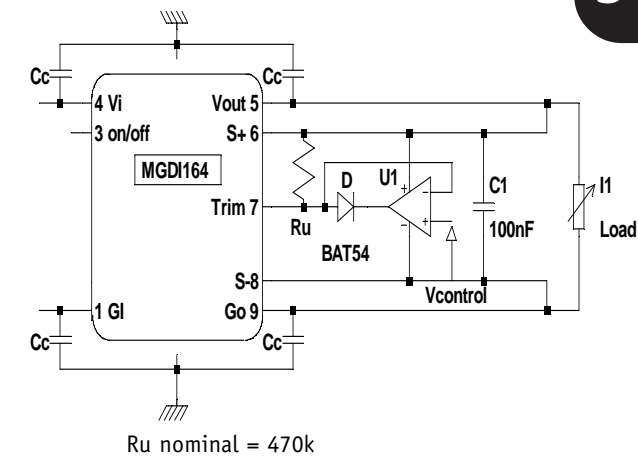 Cc
Cc
4 Vi
Vout 5
3 on/off
S+ 6
MGDI164
D
U1
+
-
C1
I1
Trim 7
+
Ru
-
100nF
Load
BAT54
S-8
Vcontrol
1 GI
Go 9
Cc
Cc
Ru nominal = 470k